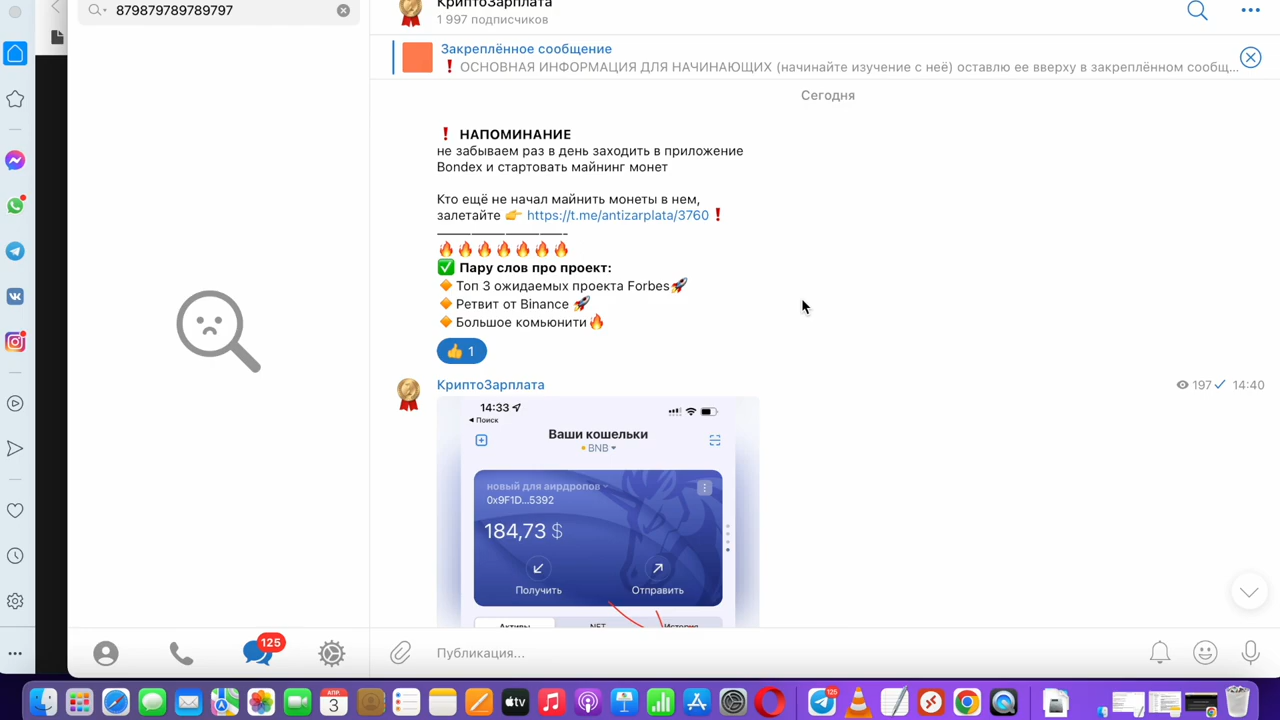 879879789789797
КриптоЗарплата
1 997 подписчиков
Закреплённое сообщение
❗ ОСНОВНАЯ ИНФОРМАЦИЯ ДЛЯ НАЧИНАЮЩИХ (начинайте изучение с неё) оставлю ее вверху в закреплённом сообщ...
Сегодня
❗ НАПОМИНАНИЕ
не забываем раз в день заходить в приложение
Bondex и стартовать майнинг монет
Кто ещё не начал майнить монеты в нем,
залетайте 👉 https://t.me/antizarplata/3760 ❗
———————————-
🔥🔥🔥🔥🔥🔥🔥
✅ Пару слов про проект:
🔸Топ 3 ожидаемых проекта Forbes🚀
🔸Ретвит от Binance 🚀
🔸Большое комьюнити🔥
👍 1
КриптоЗарплата
197 14:40
14:33
◀ Поиск
Ваши кошельки
BNB
новый для аирдропов
0x9F1D...5392
184,73 $
Получить
Отправить
Активы NFT История
125
Публикация...
АПР.
3
tv
125